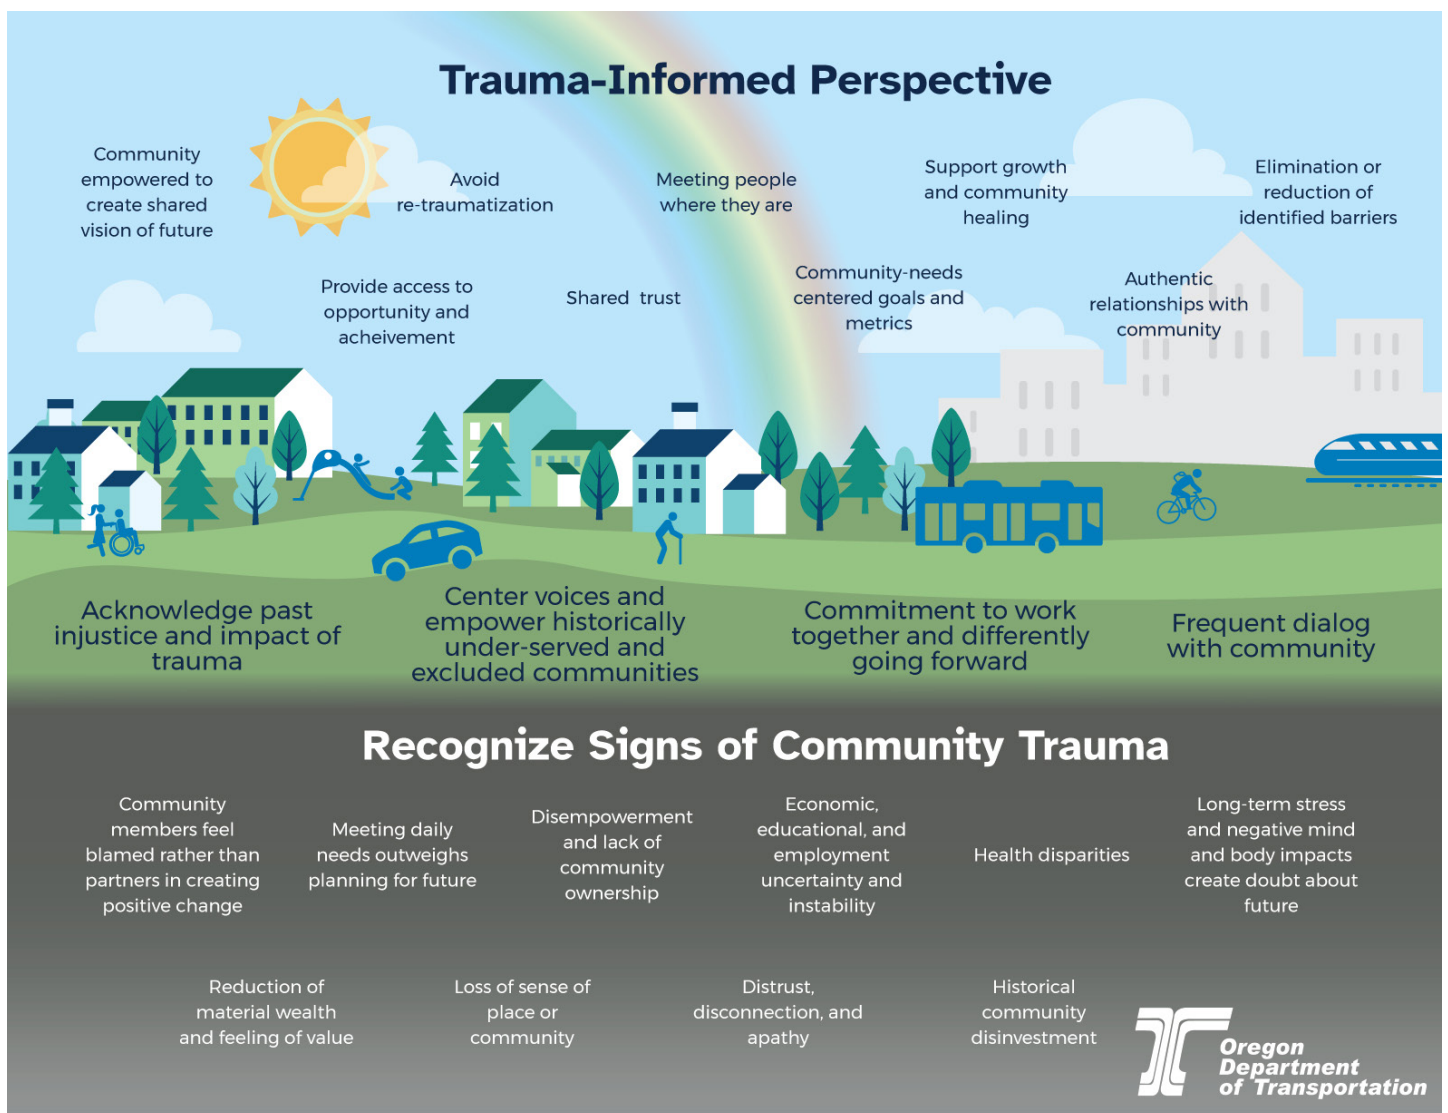 Trauma-Informed Perspective
Community
empowered to
create shared
vision of future
Avoid
re-traumatization
Meeting people
where they are
Support growth
and community
healing
Elimination or
reduction of
identified barriers
Provide access to
opportunity and
acheivement
Shared trust
Community-needs
centered goals and
metrics
Authentic
relationships with
community
Acknowledge past
injustice and impact of
trauma
Center voices and
empower historically
under-served and
excluded communities
Commitment to work
together and differently
going forward
Frequent dialog
with community
Recognize Signs of Community Trauma
Community
members feel
blamed rather than
partners in creating
positive change
Meeting daily
needs outweighs
planning for future
Disempowerment
and lack of
community
ownership
Economic,
educational, and
employment
uncertainty and
instability
Health disparities
Long-term stress
and negative mind
and body impacts
create doubt about
future
Reduction of
material wealth
and feeling of value
Loss of sense of
place or
community
Distrust,
disconnection, and
apathy
Historical
community
disinvestment
Oregon
Department
of Transportation